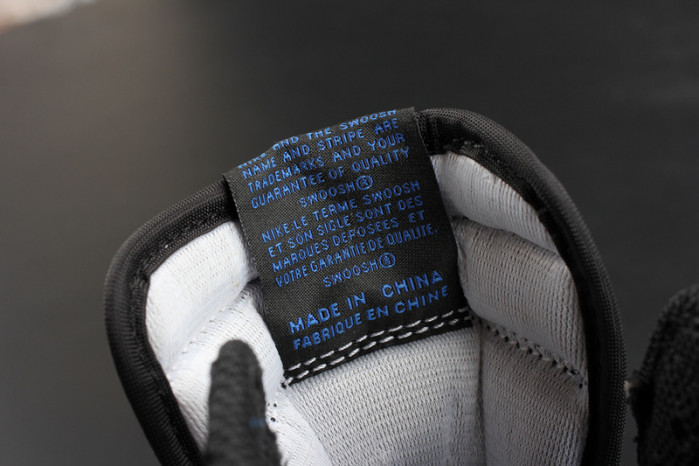 AND THE SWOOSH
NAME AND STRIPE ARE
TRADEMARKS AND YOUR
GUARANTEE OF QUALITY
SWOOSH®
NIKE·LE TERME SWOOSH
ET SON SIGLE SONT DES
MARQUES DÉPOSÉES ET
VOTRE GARANTIE DE QUALITE.
SWOOSH®
MADE IN CHINA
FABRIQUE EN CHINE